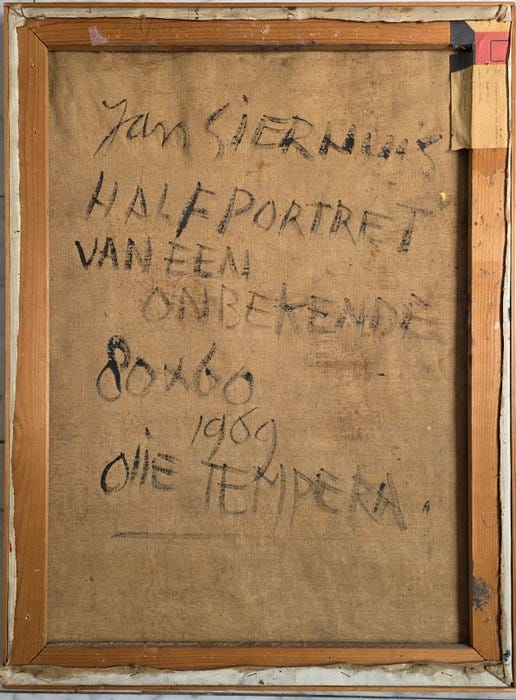 Jan SIERHUIS
HALFPORTRET
VAN EEN
ONBEKENDE
80x60
1969
OlIE TEMPERA.